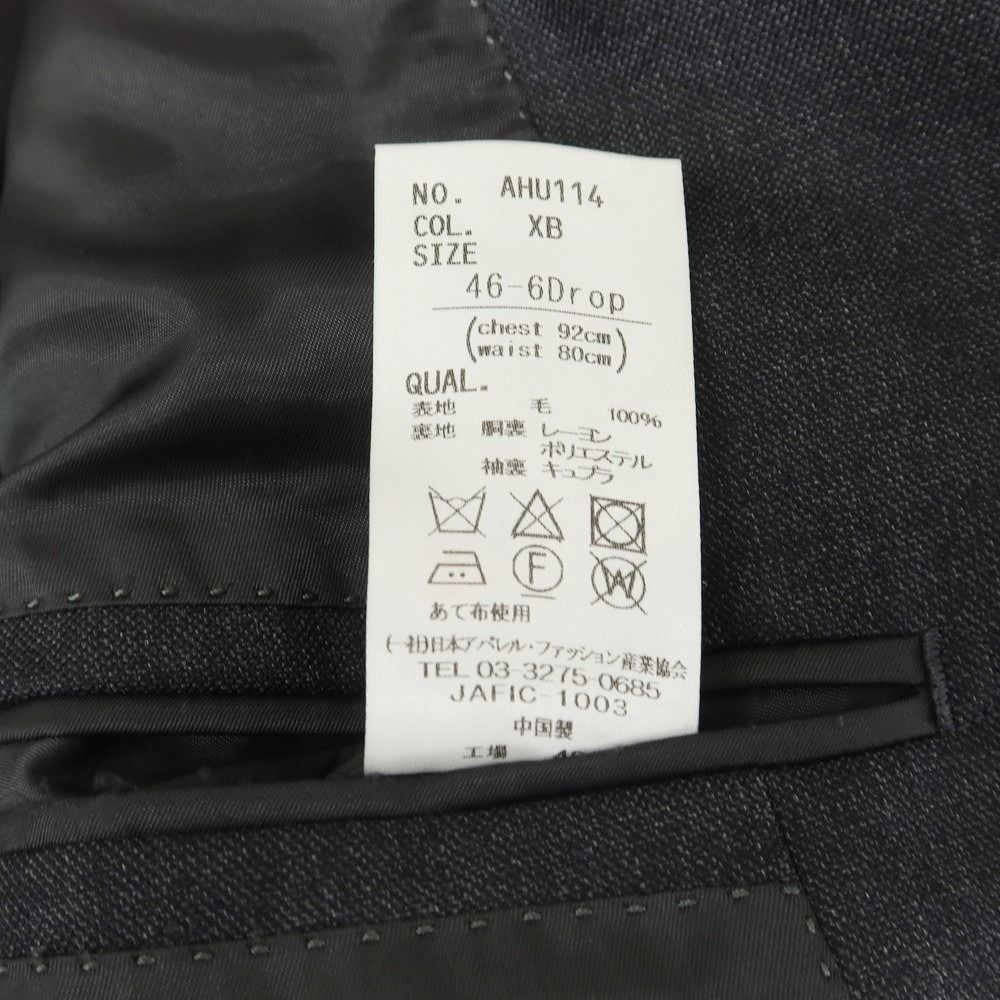 NO. AHU114
COL. XB
SIZE
46-6Drop
(chest 92cm
waist 80cm)
QUAL.
表地 毛 100%
裏地 胴裏 レーヨン
ポリエステル
袖裏 キュプラ
F
W
あて布使用
(一社)日本アパレル・ファッション産業協会
TEL 03-3275-0685
JAFIC-1003
中国製
工場